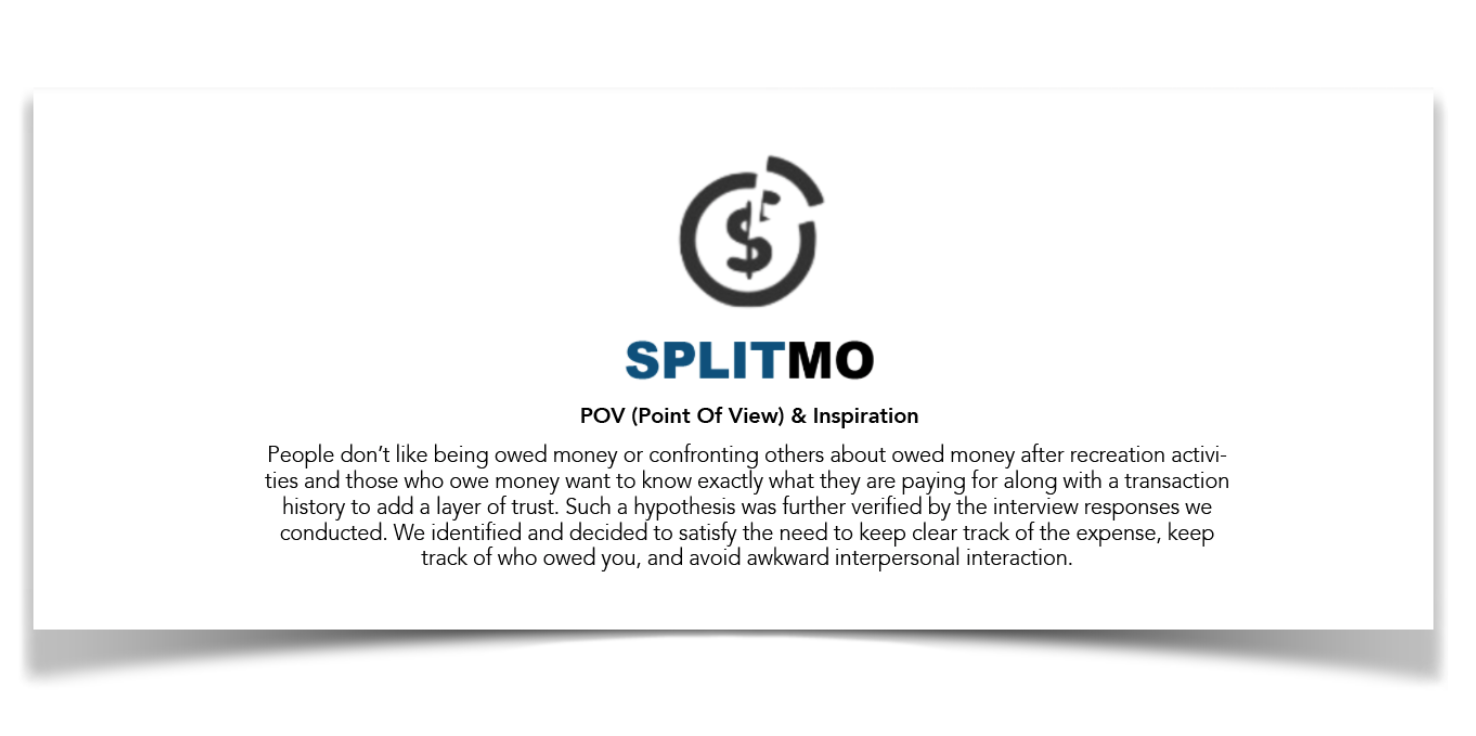 SPLITMO
POV (Point Of View) & Inspiration
People don’t like being owed money or confronting others about owed money after recreation activi-
ties and those who owe money want to know exactly what they are paying for along with a transaction
history to add a layer of trust. Such a hypothesis was further verified by the interview responses we
conducted. We identified and decided to satisfy the need to keep clear track of the expense, keep
track of who owed you, and avoid awkward interpersonal interaction.